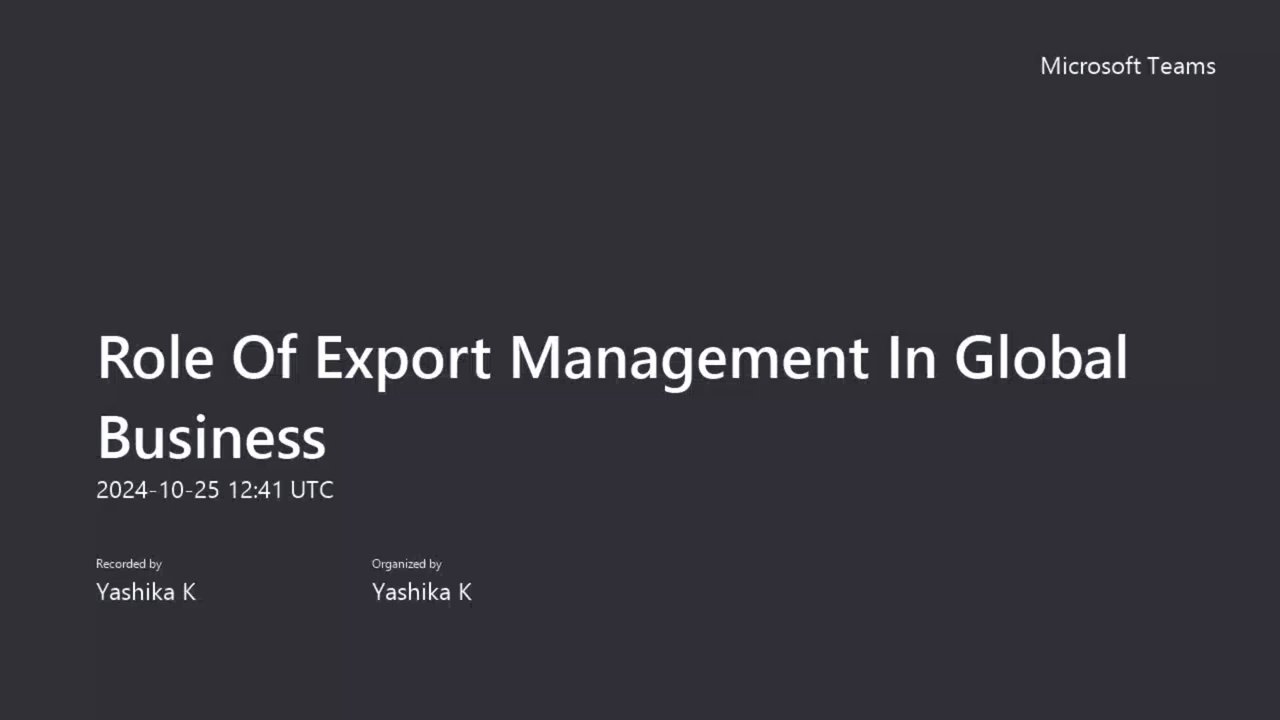 Microsoft Teams
Role Of Export Management In Global
Business
2024-10-25 12:41 UTC
Recorded by
Organized by
Yashika K
Yashika K